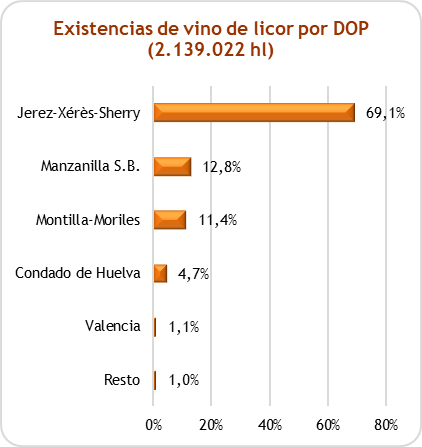 Existencias de vino de licor por DOP
(2.139.022 hl)
Jerez-Xérès-Sherry 69,1%
Manzanilla S.B. 12,8%
Montilla-Moriles 11,4%
Condado de Huelva 4,7%
Valencia 1,1%
Resto 1,0%
0% 20% 40% 60% 80%